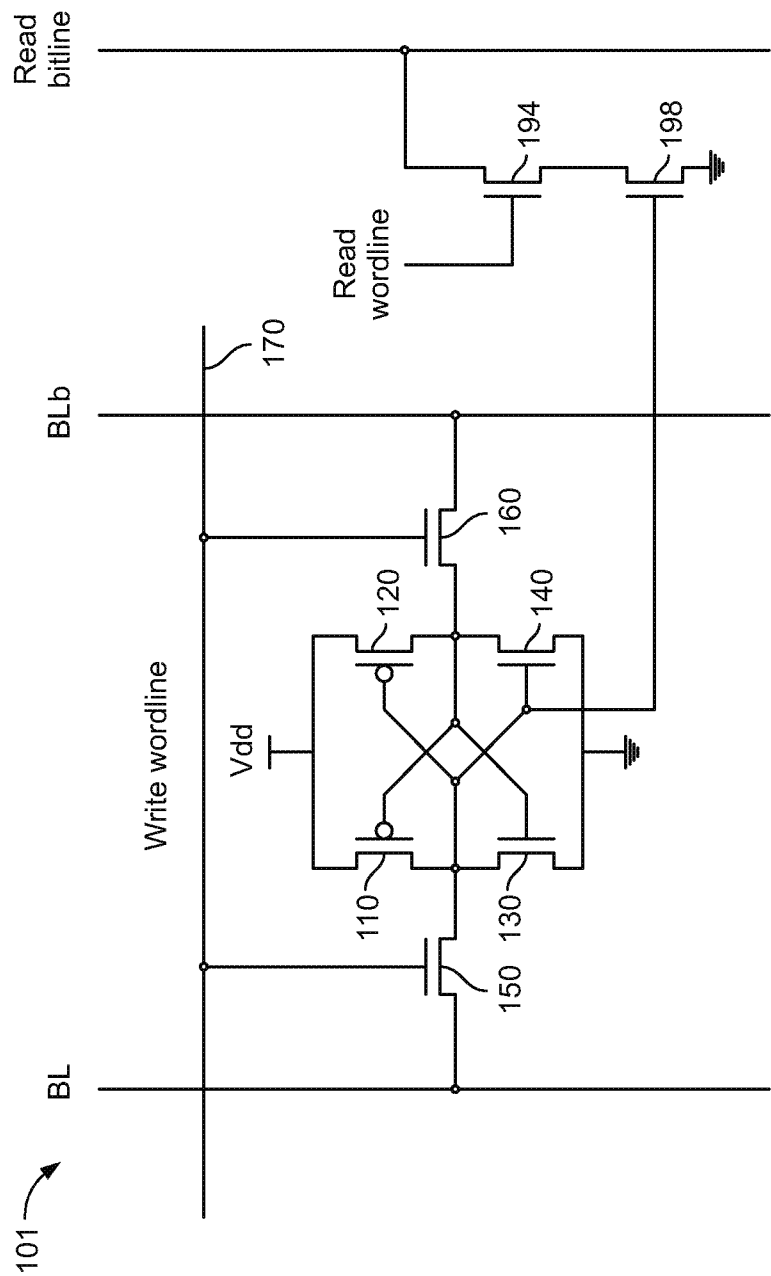 101
BL
Write wordline
BLb
Read
bitline
170
Vdd
Read
wordline
110
120
150
130
140
160
194
198